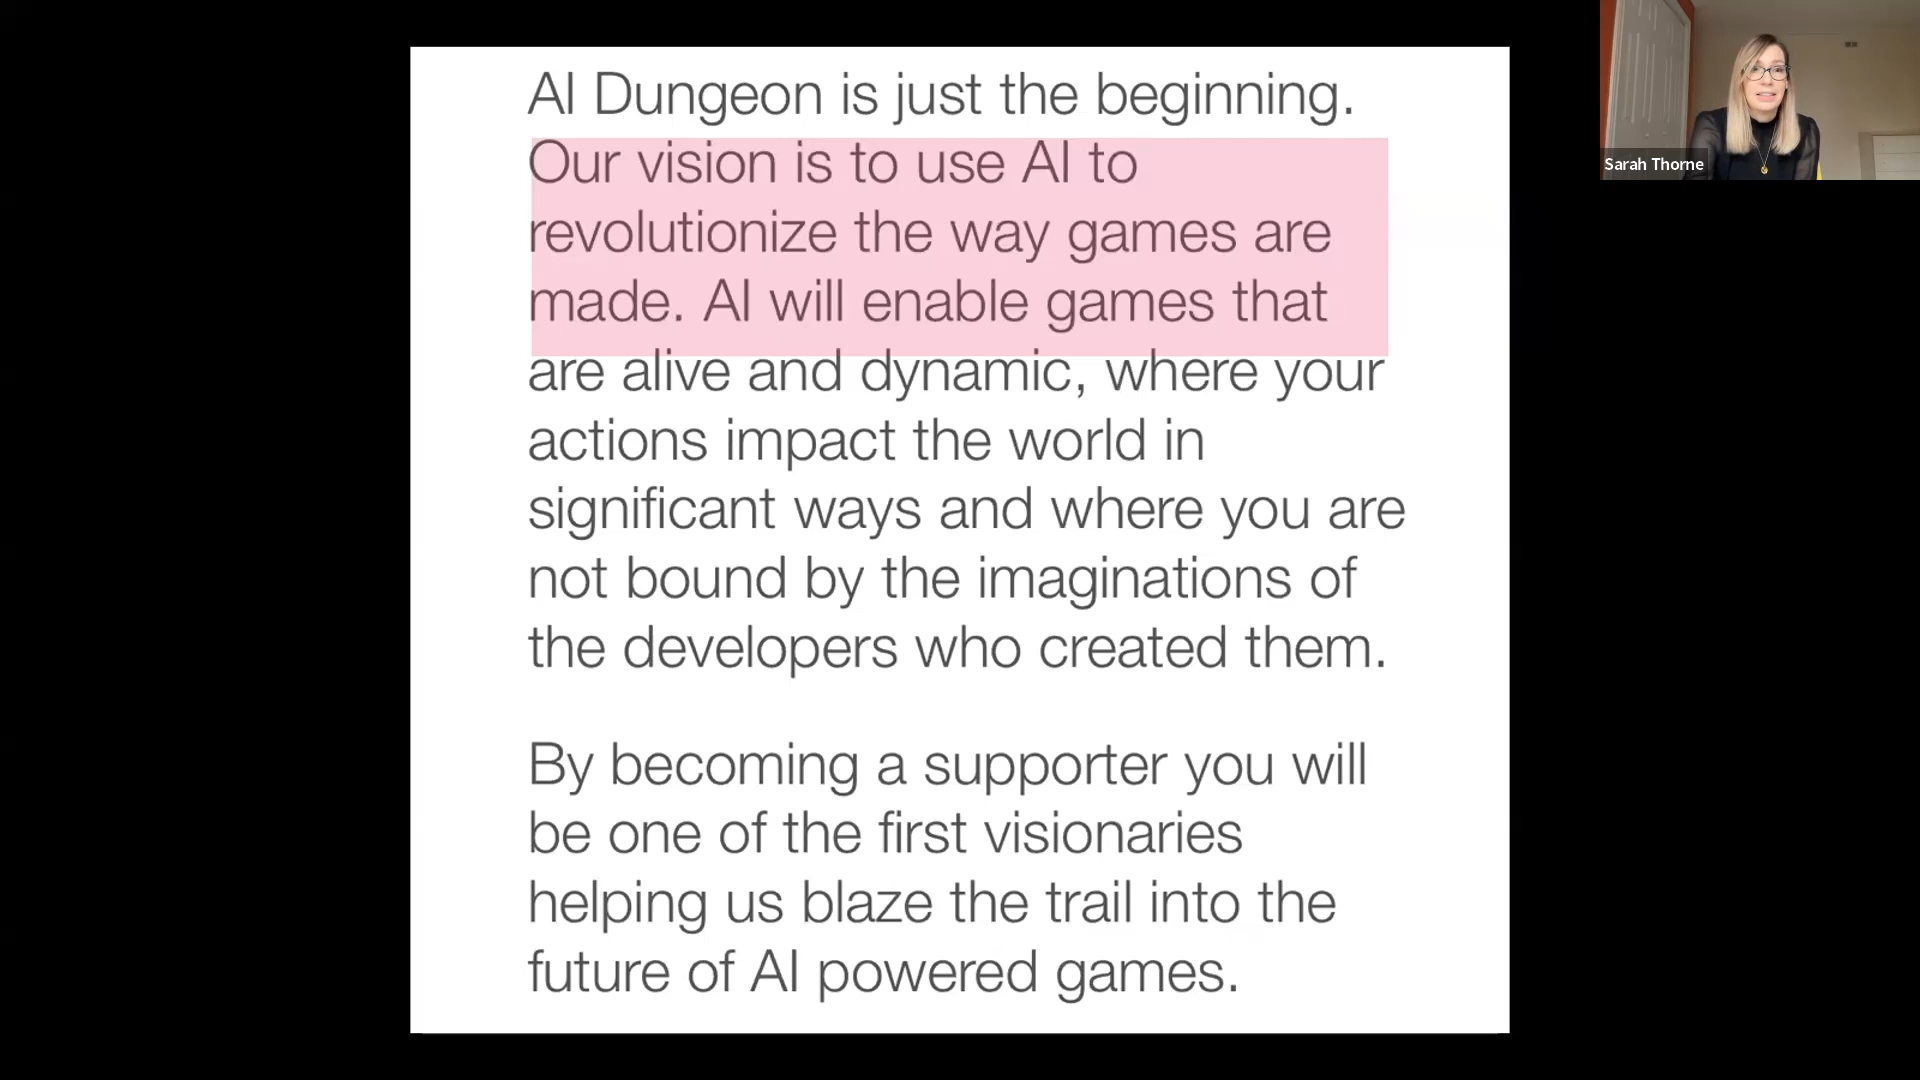 AI Dungeon is just the beginning.
Our vision is to use AI to
revolutionize the way games are
made. AI will enable games that
are alive and dynamic, where your
actions impact the world in
significant ways and where you are
not bound by the imaginations of
the developers who created them.
By becoming a supporter you will
be one of the first visionaries
helping us blaze the trail into the
future of AI powered games.
Sarah Thorne